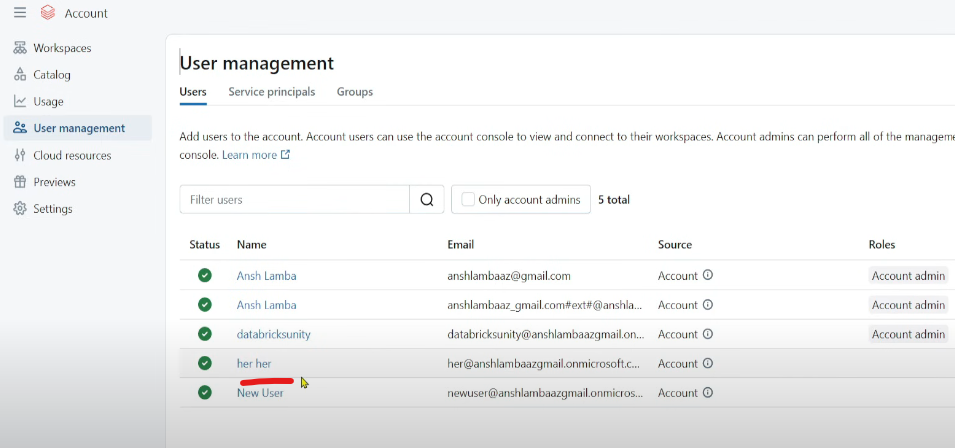 Account
Workspaces
Catalog
Usage
User management
Cloud resources
Previews
Settings
User management
Users Service principals Groups
Add users to the account. Account users can use the account console to view and connect to their workspaces. Account admins can perform all of the manageme
console. Learn more
Filter users Only account admins 5 total
Status Name Email Source Roles
Ansh Lamba anshlambaaz@gmail.com Account Account admin
Ansh Lamba anshlambaaz_gmail.com#ext#@anshla... Account Account admin
databricksunity databricksunity@anshlambaazgmail.on... Account Account admin
her her her@anshlambaazgmail.onmicrosoft.c... Account
New User newuser@anshlambaazgmail.onmicros... Account